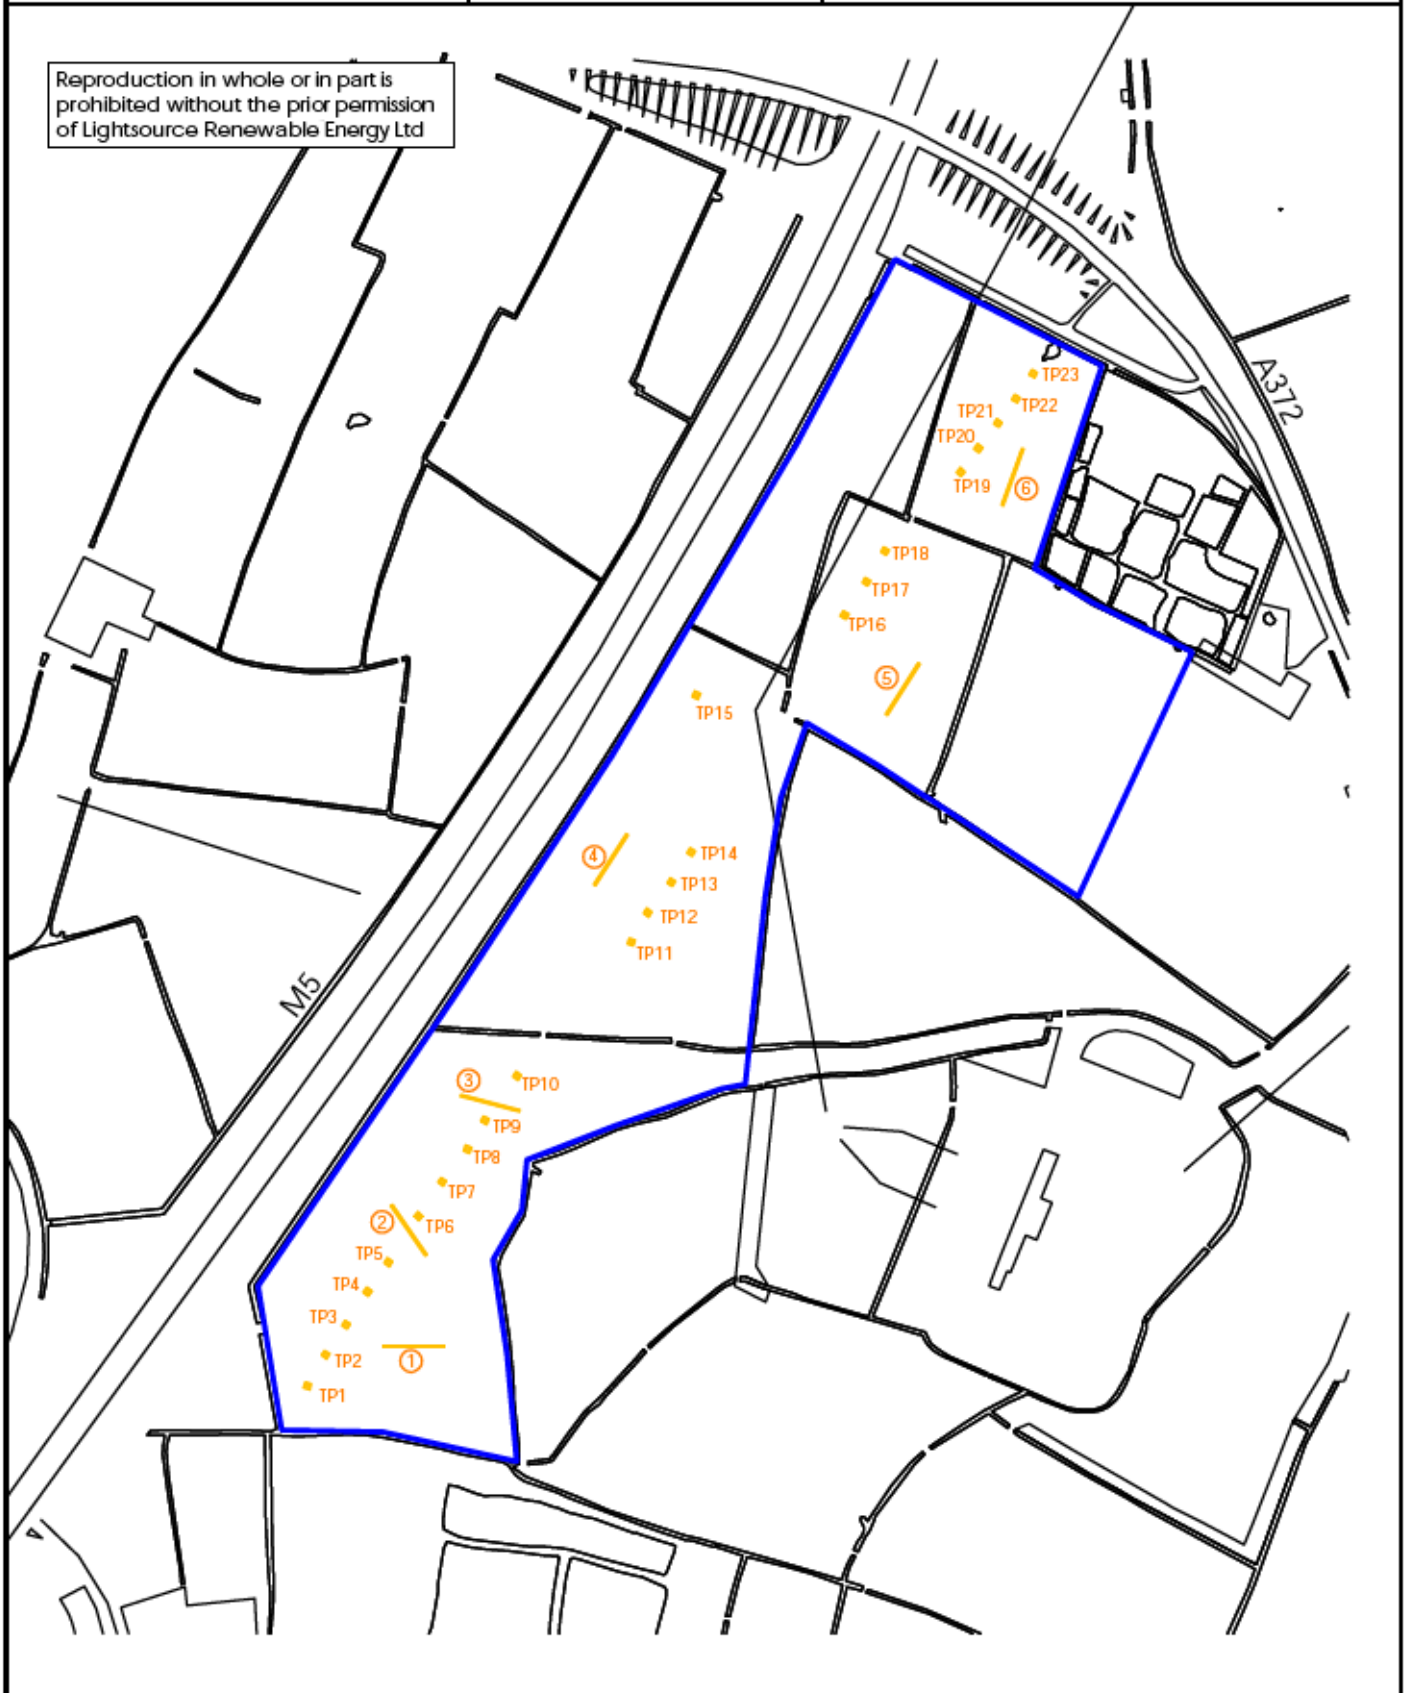 Reproduction in whole or in part is
prohibited without the prior permission
of Lightsource Renewable Energy Ltd
A372
TP23
TP22
TP21
TP20
TP19
6
TP18
TP17
TP16
5
TP15
4
TP14
TP13
TP12
TP11
M5
3
TP10
TP9
TP8
TP7
2
TP6
TP5
TP4
TP3
TP2
1
TP1